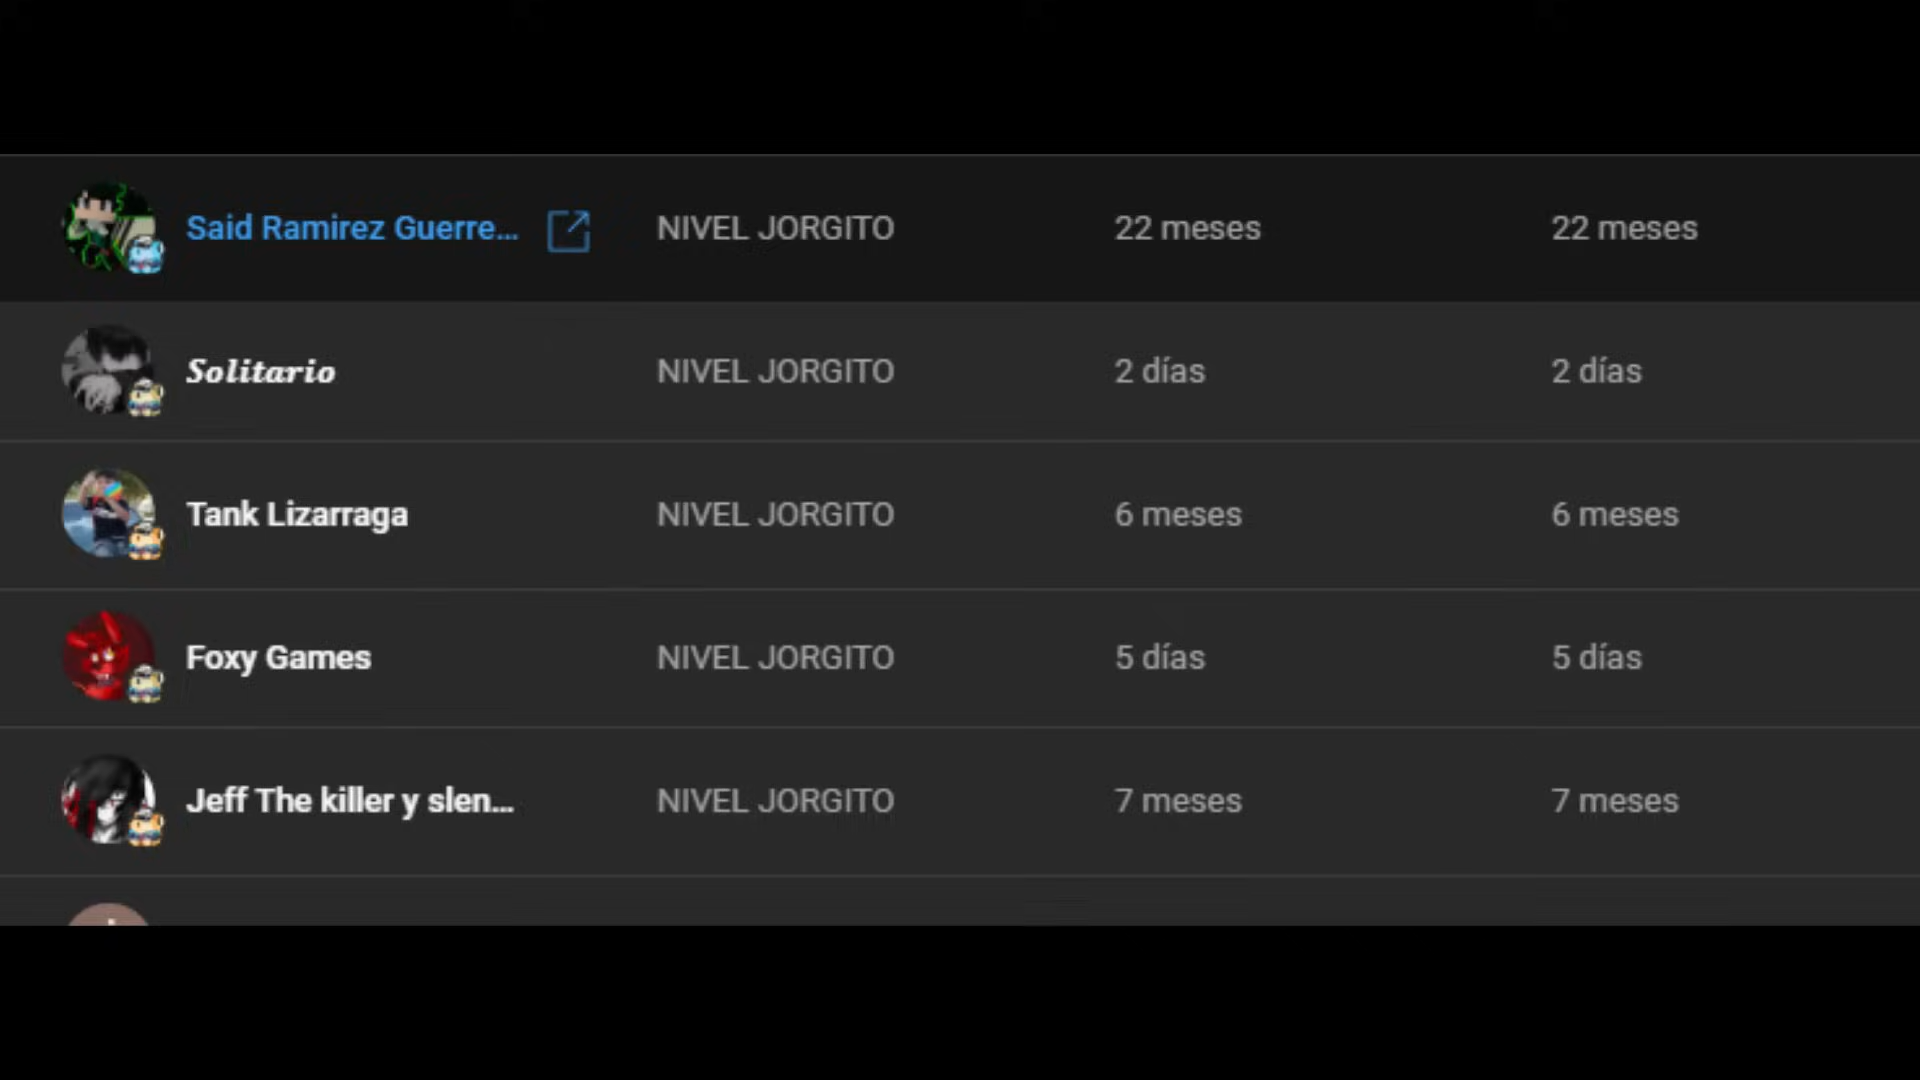 Said Ramirez Guerre... NIVEL JORGITO 22 meses 22 meses
Solitario NIVEL JORGITO 2 días 2 días
Tank Lizarraga NIVEL JORGITO 6 meses 6 meses
Foxy Games NIVEL JORGITO 5 días 5 días
Jeff The killer y slen... NIVEL JORGITO 7 meses 7 meses